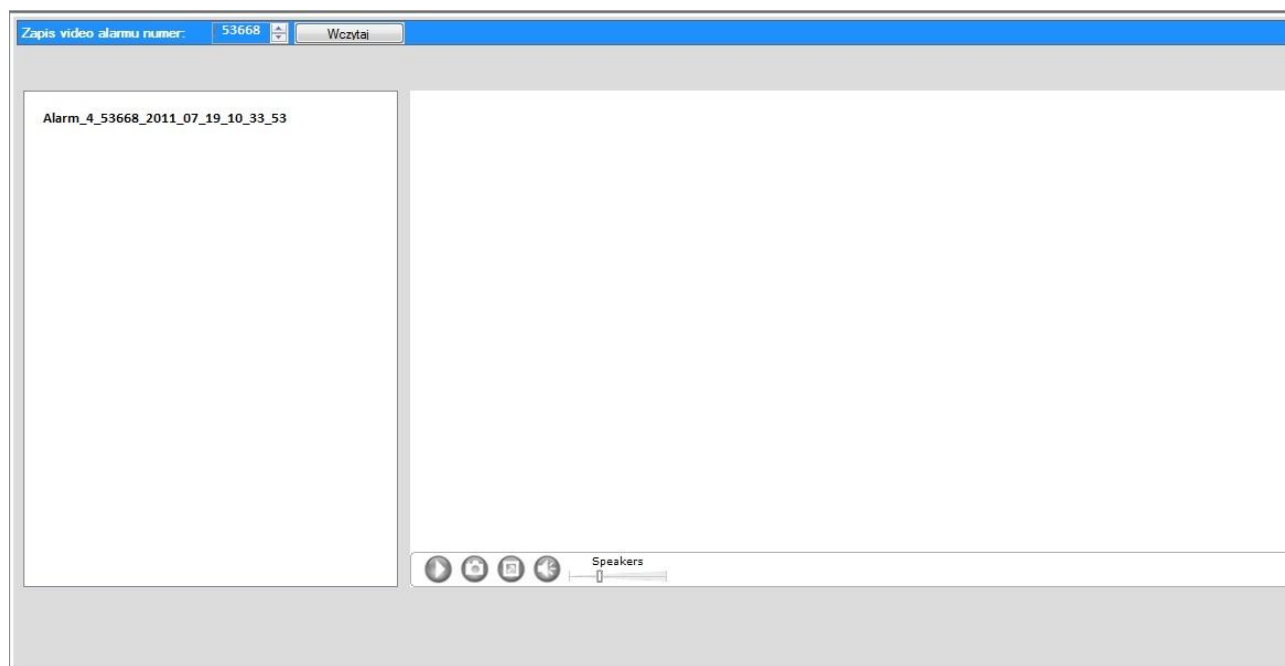 Zapis video alarmu numer: 53668 Wczytaj
Alarm_4_53668_2011_07_19_10_33_53
Speakers